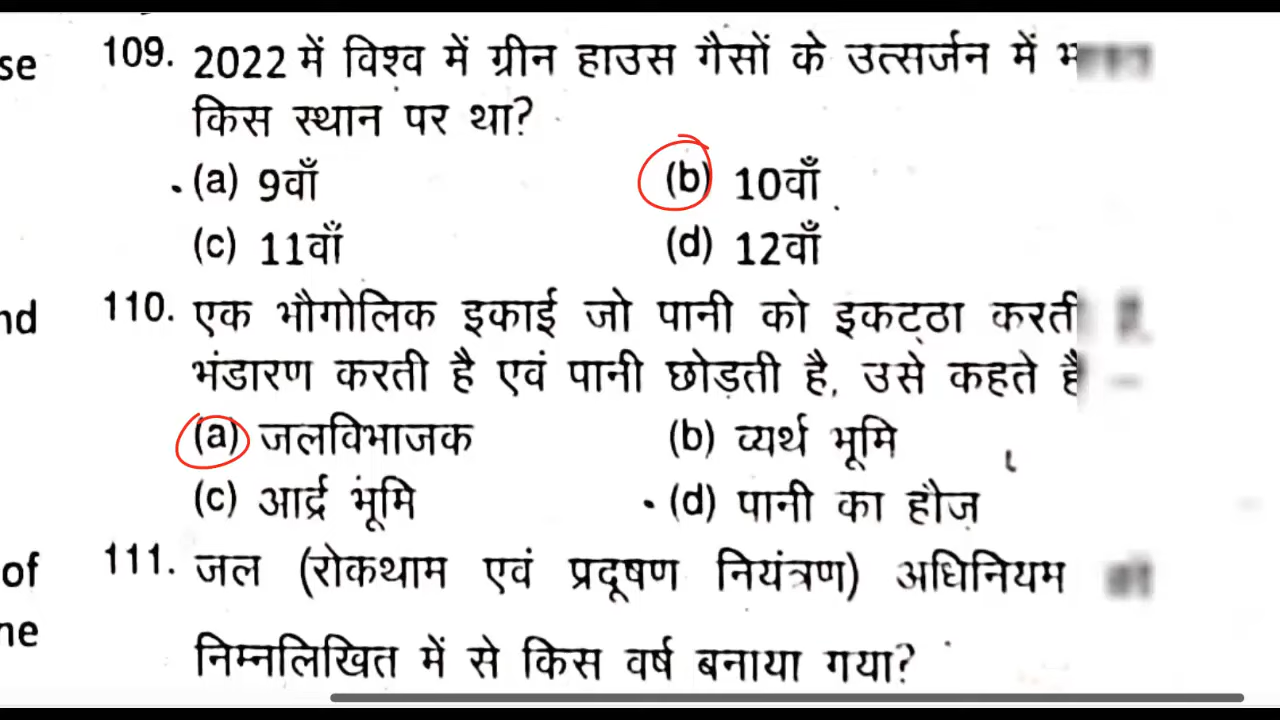 se
109. 2022 में विश्व में ग्रीन हाउस गैसों के उत्सर्जन में
किस स्थान पर था?
(a) 9वाँ (b) 10वाँ
(c) 11वाँ (d) 12वाँ
nd
110. एक भौगोलिक इकाई जो पानी को इकट्ठा करती
भंडारण करती है एवं पानी छोड़ती है, उसे कहते है
(a) जलविभाजक (b) व्यर्थ भूमि
(c) आर्द्र भूमि (d) पानी का हौज़
of
111. जल (रोकथाम एवं प्रदूषण नियंत्रण) अधिनियम
ne
निम्नलिखित में से किस वर्ष बनाया गया?